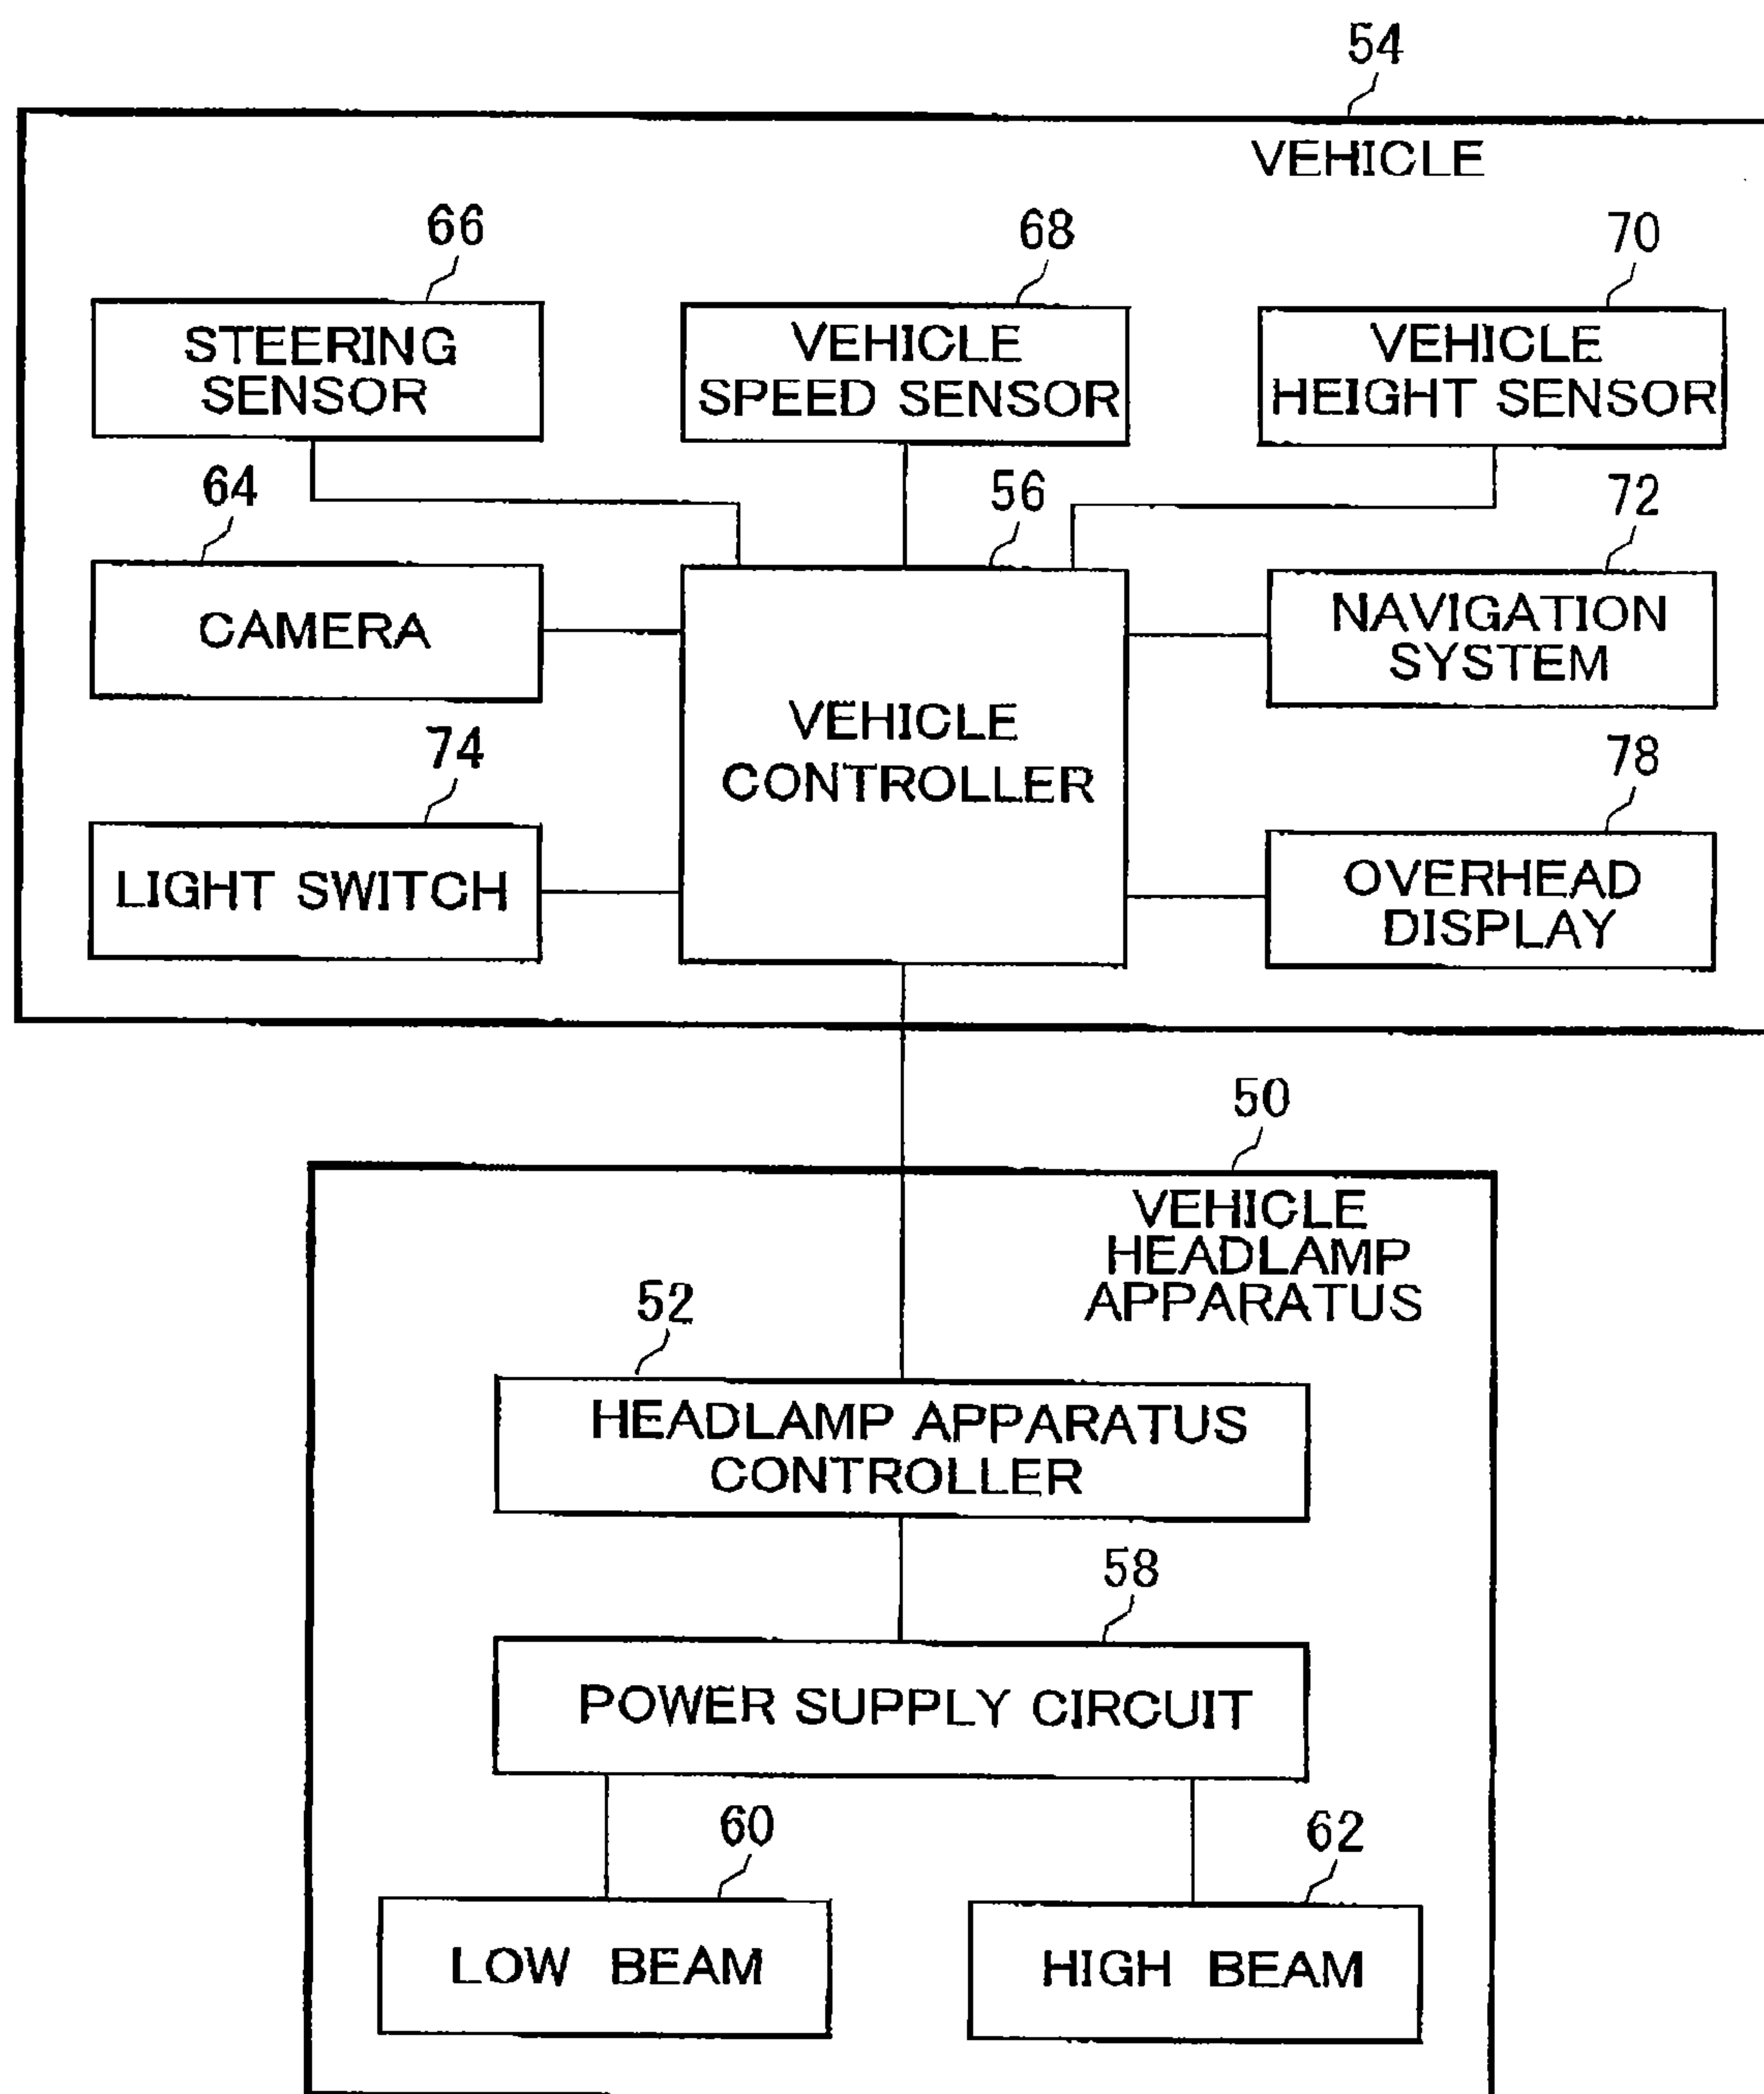 54
VEHICLE
66
68
70
STEERING
SENSOR
VEHICLE
SPEED SENSOR
VEHICLE
HEIGHT SENSOR
64
56
72
CAMERA
NAVIGATION
SYSTEM
VEHICLE
CONTROLLER
74
78
LIGHT SWITCH
OVERHEAD
DISPLAY
50
VEHICLE
HEADLAMP
APPARATUS
52
HEADLAMP APPARATUS
CONTROLLER
58
POWER SUPPLY CIRCUIT
60
62
LOW BEAM
HIGH BEAM